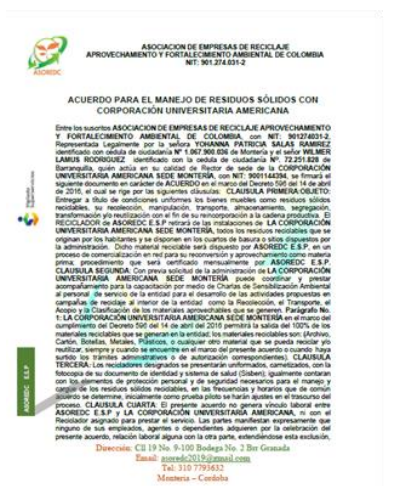 ASOCIACION DE EMPRESAS DE RECICLAJE
APROVECHAMIENTO Y FORTALECIMIENTO AMBIENTAL DE COLOMBIA
NIT: 901.274.031-2
ASOREDC
ACUERDO PARA EL MANEJO DE RESIDUOS SÓLIDOS CON
CORPORACIÓN UNIVERSITARIA AMERICANA
Entre los suscritos ASOCIACION DE EMPRESAS DE RECICLAJE APROVECHAMIENTO
Y FORTALECIMIENTO AMBIENTAL DE COLOMBIA, con NIT: 901274031-2,
Representada Legalmente por la señora YOHANNA PATRICIA SALAS RAMIREZ
identificado con cédula de ciudadanía N° 1.067.900.036 de Montería y el señor WILMER
LAMUS RODRIGUEZ identificado con la cedula de ciudadanía Nº. 72.251.828 de
Barranquilla, quién actúa en su calidad de Rector de sede de la CORPORACIÓN
UNIVERSITARIA AMERICANA SEDE MONTERÍA, con NIT: 9001144394, se firmará el
siguiente documento en carácter de ACUERDO en el marco del Decreto 596 del 14 de abril
de 2016, el cual se rige por las siguientes cláusulas: CLAUSULA PRIMERA OBJETO:
Entregar a título de condiciones uniformes los bienes muebles como residuos sólidos
reciclables, su recolección, manipulación, transporte, almacenamiento, segregación,
transformación y/o reutilización con el fin de su reincorporación a la cadena productiva. El
RECICLADOR de ASOREDC E.S.P retirará de las instalaciones de LA CORPORACIÓN
UNIVERSITARIA AMERICANA SEDE MONTERÍA, todos los residuos reciclables que se
originan por los habitantes y se disponen en los cuartos de basura o sitios dispuestos por
la administración. Dicho material reciclable será dispuesto por ASOREDC E.S.P, en un
proceso de comercialización en red para su reconversión y aprovechamiento como materia
prima; procedimiento que será certificado mensualmente por ASOREDC E.S.P.
CLAUSULA SEGUNDA: Con previa solicitud de la administración de LA CORPORACIÓN
UNIVERSITARIA AMERICANA SEDE MONTERÍA puede coordinar y prestar
acompañamiento para la capacitación por medio de Charlas de Sensibilización Ambiental
al personal de servicio de la entidad para el desarrollo de las actividades propuestas en
campañas de reciclaje al interior de la entidad como la Recolección, el Transporte, el
Acopio y la Clasificación de los materiales aprovechables que se generen. Parágrafo No.
1: LA CORPORACIÓN UNIVERSITARIA AMERICANA SEDE MONTERÍA en el marco del
cumplimiento del Decreto 596 del 14 de abril del 2016 permitirá la salida del 100% de los
materiales reciclables que se generan en la entidad; los materiales reciclables son: (Archivo,
Cartón, Botellas, Metales, Plásticos, o cualquier otro material que se pueda reciclar y/o
reutilizar, siempre y cuando se encuentre en el marco del presente acuerdo o cuando haya
surtido los trámites administrativos o de autorización correspondientes). CLAUSULA
TERCERA: Los recicladores designados se presentarán uniformados, carnetizados, con la
fotocopia de su documento de identidad y sistema de salud (Sisben); igualmente contaran
con los elementos de protección personal y de seguridad necesarios para el manejo y
cargue de los residuos sólidos reciclables, en las frecuencias y horarios que de común
acuerdo se determine, inicialmente como prueba piloto se harán ajustes en el trascurso del
proceso. CLAUSULA CUARTA: El presente acuerdo no genera vínculo laboral entre
ASOREDC E.S.P y LA CORPORACIÓN UNIVERSITARIA AMERICANA, ni con el
Reciclador asignado para prestar el servicio. Las partes manifiestan expresamente que
ninguno de sus empleados, agentes o dependientes adquieren por la celebración del
presente acuerdo, relación laboral alguna con la otra parte, extendiéndose esta exclusión,
ASOREDC E.S.P
Dirección: Cll 19 No. 9-100 Bodega No. 2 Brr Granada
Email: asoredc2019@gmail.com
Tel: 310 7793632
Montería – Cordoba